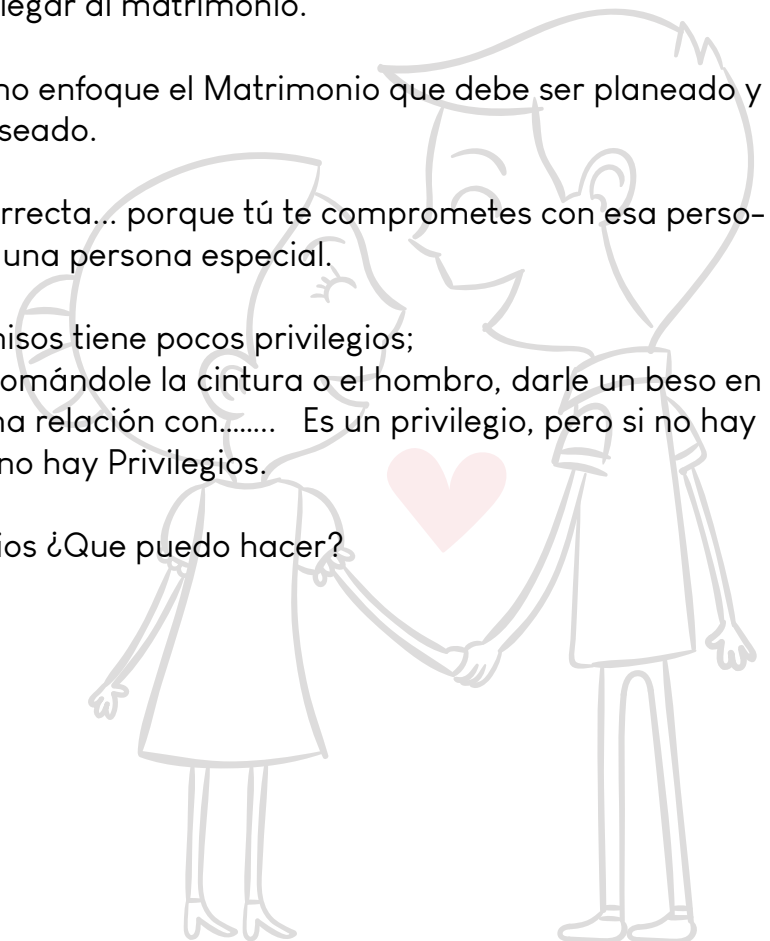 legar al matrimonio.
no enfoque el Matrimonio que debe ser planeado y
seado.
rrecta... porque tú te comprometes con esa perso-
una persona especial.
nisos tiene pocos privilegios;
omándole la cintura o el hombro, darle un beso en
na relación con....... Es un privilegio, pero si no hay
no hay Privilegios.
ios ¿Que puedo hacer?